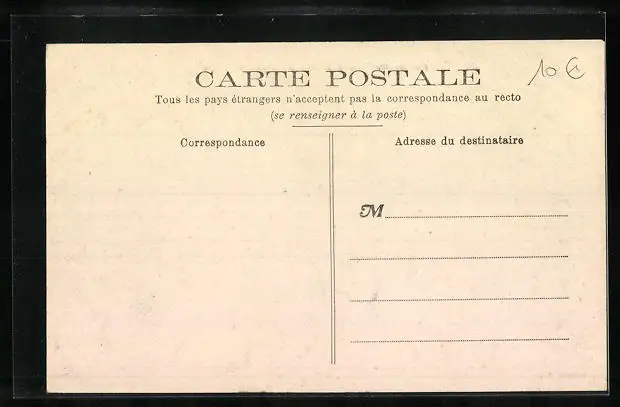 CARTE POSTALE
10 €
Tous les pays étrangers n'acceptent pas la correspondance au recto
(se renseigner à la poste)
Correspondance
Adresse du destinataire
M